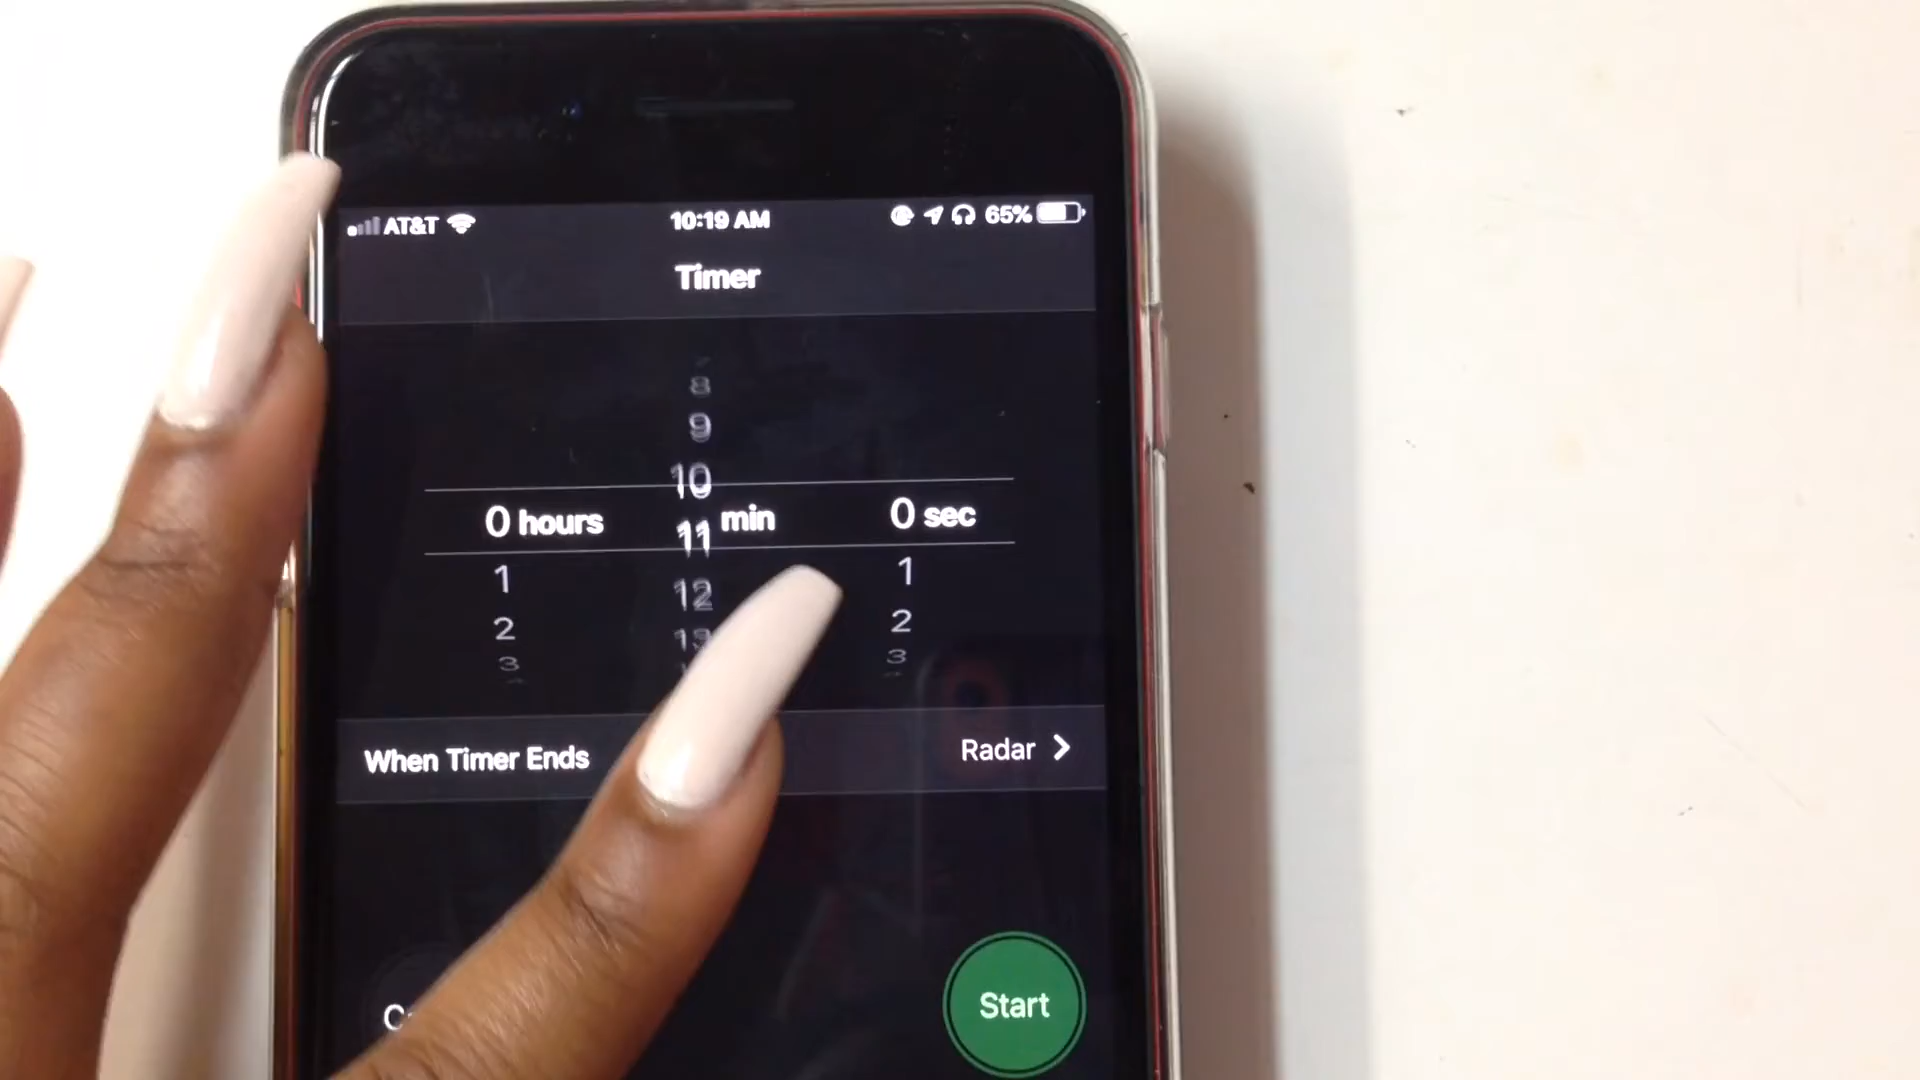 AT&T 10:19 AM 65%
Timer
8
9
10
0 hours 11 min 0 sec
1 12 1
2 13 2
3 3
When Timer Ends Radar
Start